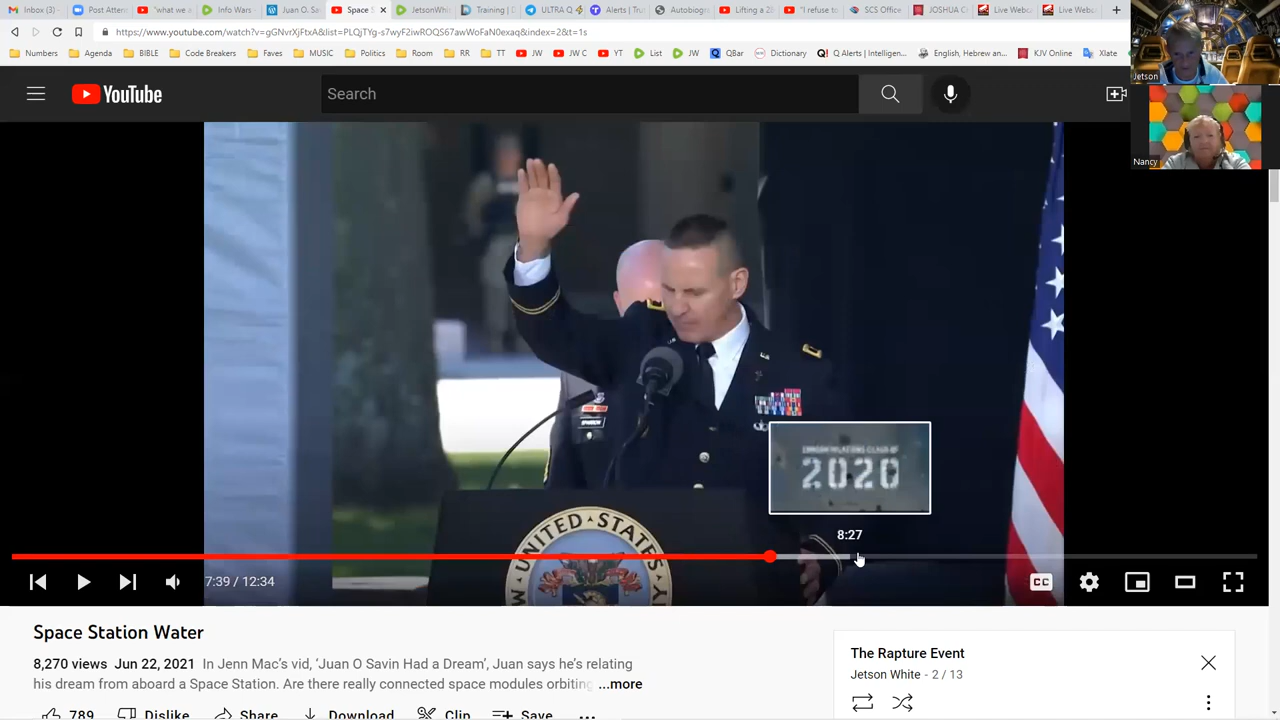 Inbox (3) -
Post Attend
"what we a
Info Wars -
Juan O. Sa
Space S
JetsonWhi
Training | D
ULTRA Q
Alerts | Tru
Autobiogr
Lifting a 28
"I refuse to
SCS Office
JOSHUA C
Live Webc
Live Webc
https://www.youtube.com/watch?v=gGNvrXjFtxA&list=PLQjTYg-s7wyF2iwROQS67awWoFaN0exaq&index=2&t=1s
Numbers
Agenda
BIBLE
Code Breakers
MUSIC
Politics
Room
RR
TT
JW
JW C
YT
List
JW
QBar
Dictionary
Q Alerts | Intelligen...
English, Hebrew an...
KJV Online
Xlate
Faves
Jetson
Nancy
YouTube
Search
2020
8:27
7:39 / 12:34
CC
UNITED STATES
Space Station Water
8,270 views Jun 22, 2021 In Jenn Mac's vid, 'Juan O Savin Had a Dream', Juan says he's relating
his dream from aboard a Space Station. Are there really connected space modules orbiting ...more
789
Dislike
Share
Download
Clip
Save
The Rapture Event
Jetson White - 2 / 13